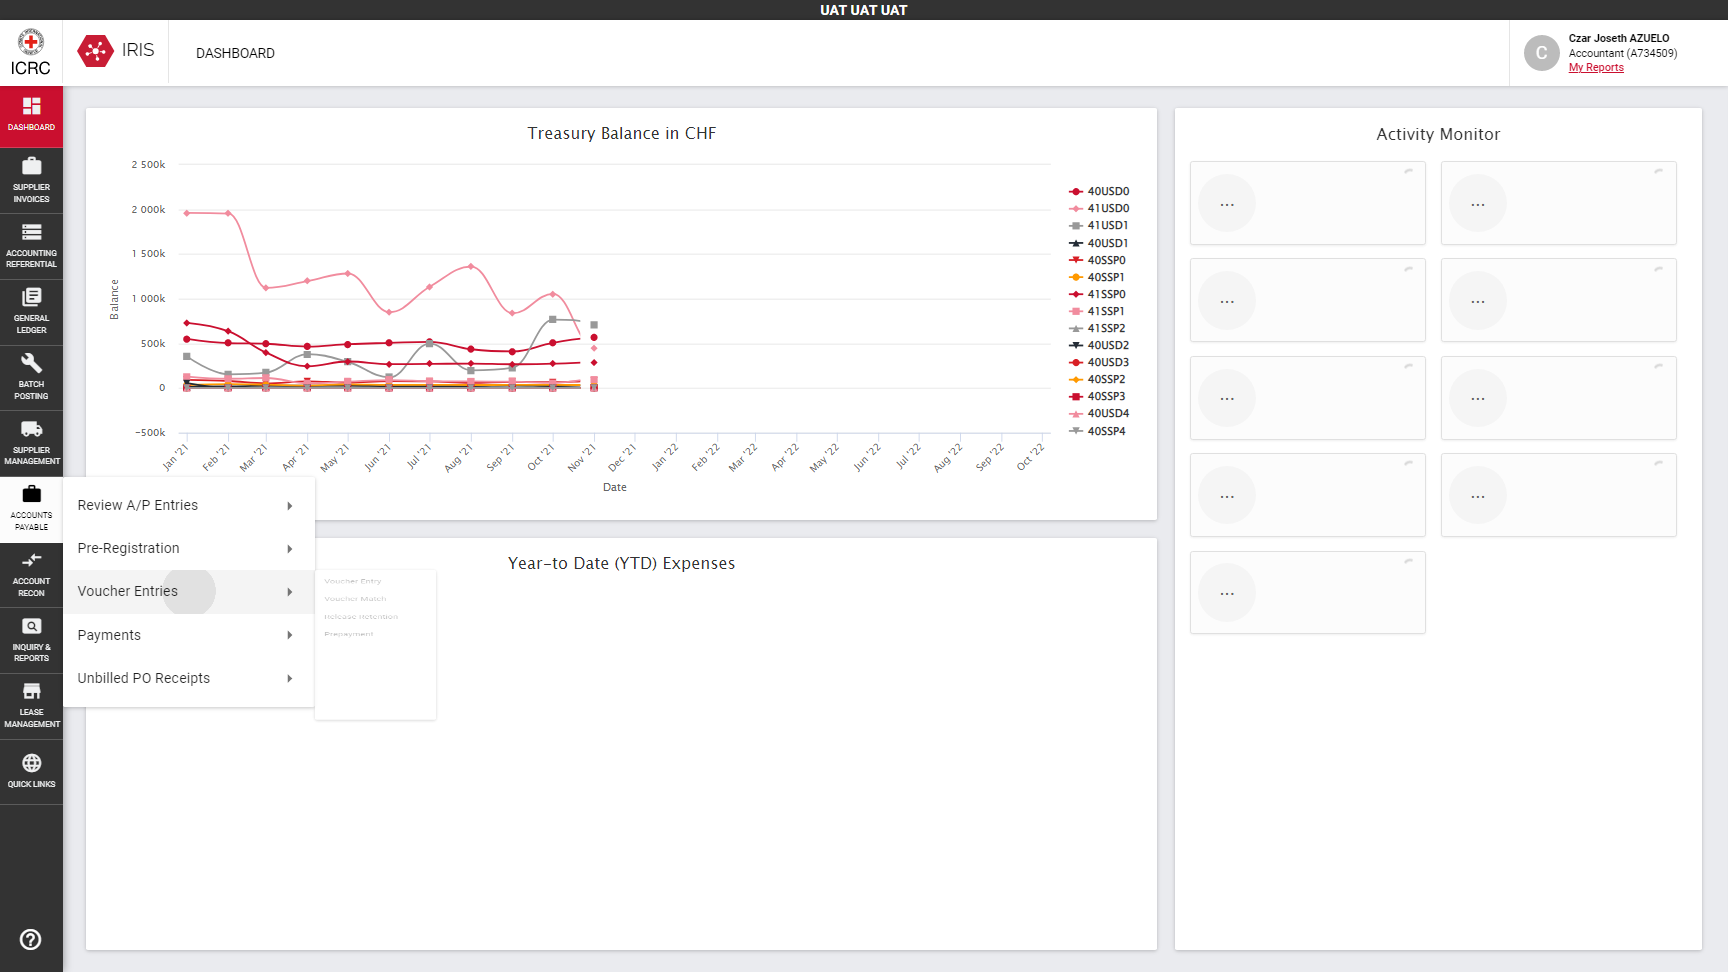 UAT UAT UAT
ICRC
IRIS
DASHBOARD
C
Czar Joseth AZUELO
Accountant (A734509)
My Reports
DASHBOARD
SUPPLIER
INVOICES
ACCOUNTING
REFERENTIAL
GENERAL
LEDGER
BATCH
POSTING
SUPPLIER
MANAGEMENT
ACCOUNTS
PAYABLE
ACCOUNT
RECON
INQUIRY &
REPORTS
LEASE
MANAGEMENT
QUICK LINKS
Treasury Balance in CHF
Balance
2 500k
2 000k
1 500k
1 000k
500k
0
-500k
Jan '21
Feb '21
Mar '21
Apr '21
May '21
Jun '21
Jul '21
Aug '21
Sep '21
Oct '21
Nov '21
Dec '21
Jan '22
Feb '22
Mar '22
Apr '22
May '22
Jun '22
Jul '22
Aug '22
Sep '22
Oct '22
Date
40USD0
41USD0
41USD1
40USD1
40SSP0
40SSP1
41SSP0
41SSP1
41SSP2
40USD2
40USD3
40SSP2
40SSP3
40USD4
40SSP4
Review A/P Entries
Pre-Registration
Voucher Entries
Payments
Unbilled PO Receipts
Voucher Entry
Voucher Match
Release Retention
Prepayment
Year-to Date (YTD) Expenses
Activity Monitor
...
...
...
...
...
...
...
...
...